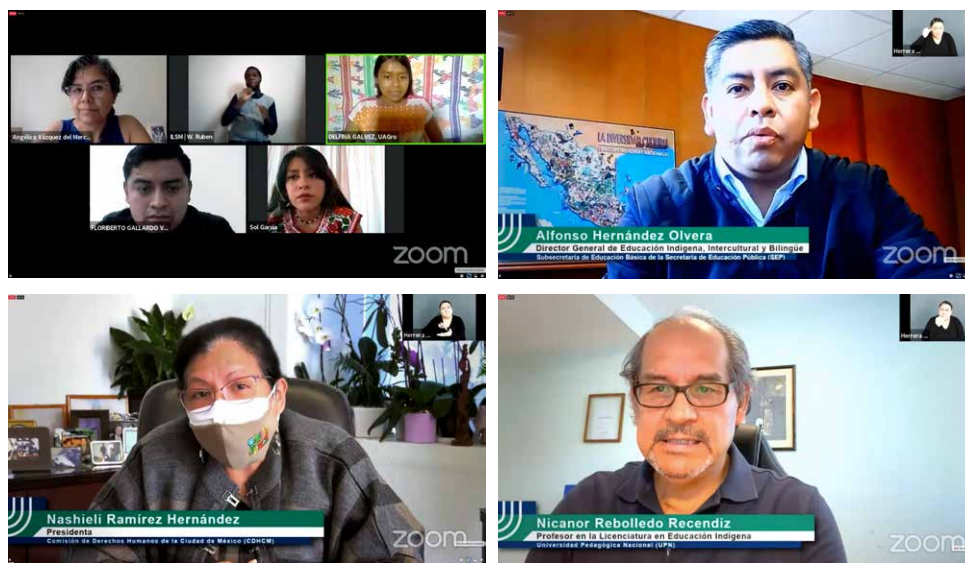 Angélica Vázquez del Merc...
ILSM | W. Ruben
DELFINA GALVEZ, UAGro
FLORIBERTO GALLARDO V...
Sol García
zoom
Herrera ...
LA DIVERSIDAD CULTURAL
Alfonso Hernández Olvera
Director General de Educación Indígena, Intercultural y Bilingüe
Subsecretaría de Educación Básica de la Secretaría de Educación Pública (SEP)
zoom
Herrera ...
Nashieli Ramírez Hernández
Presidenta
Comisión de Derechos Humanos de la Ciudad de México (CDHCM)
zoom
Herrera ...
Nicanor Rebolledo Recendiz
Profesor en la Licenciatura en Educación Indígena
Universidad Pedagógica Nacional (UPN)
zoom